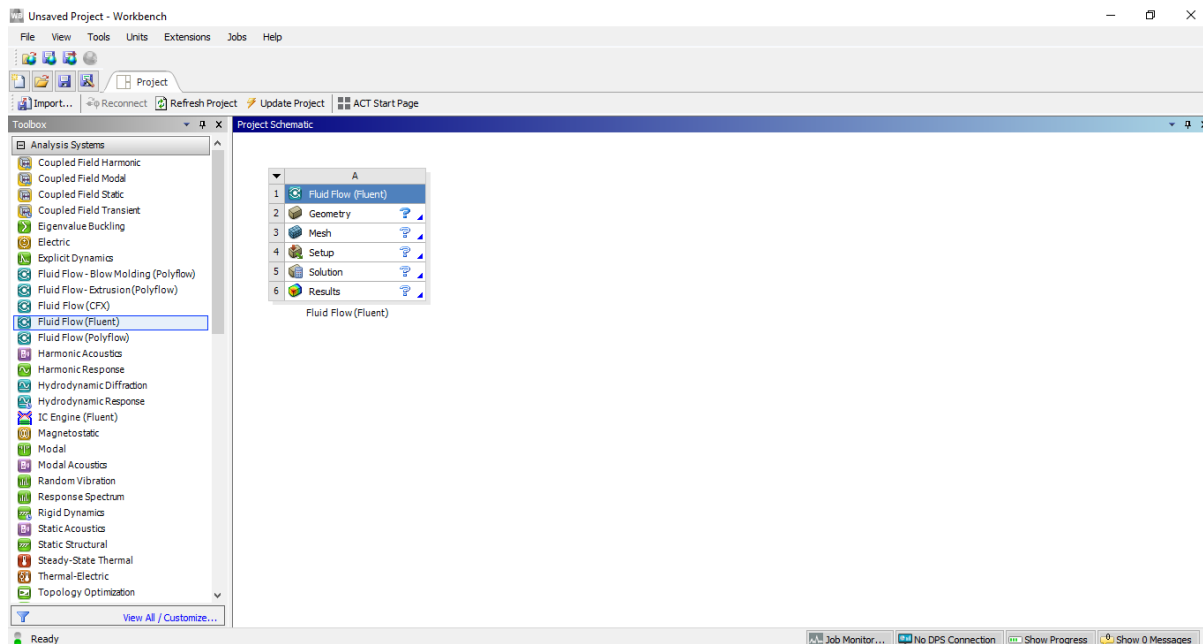 Unsaved Project - Workbench
File View Tools Units Extensions Jobs Help
Project
Import... Reconnect Refresh Project Update Project ACT Start Page
Toolbox
Project Schematic
Analysis Systems
Coupled Field Harmonic
Coupled Field Modal
Coupled Field Static
Coupled Field Transient
Eigenvalue Buckling
Electric
Explicit Dynamics
Fluid Flow - Blow Molding (Polyflow)
Fluid Flow - Extrusion (Polyflow)
Fluid Flow (CFX)
Fluid Flow (Fluent)
Fluid Flow (Polyflow)
Harmonic Acoustics
Harmonic Response
Hydrodynamic Diffraction
Hydrodynamic Response
IC Engine (Fluent)
Magnetostatic
Modal
Modal Acoustics
Random Vibration
Response Spectrum
Rigid Dynamics
Static Acoustics
Static Structural
Steady-State Thermal
Thermal-Electric
Topology Optimization
View All / Customize...
A
1 Fluid Flow (Fluent)
2 Geometry ?
3 Mesh ?
4 Setup ?
5 Solution ?
6 Results ?
Fluid Flow (Fluent)
Ready
Job Monitor... No DPS Connection Show Progress Show 0 Messages